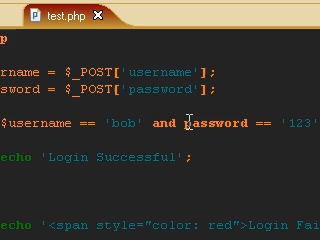 test.php
p
rname = $_POST['username'];
sword = $_POST['password'];
$username == 'bob' and password == '123'
echo 'Login Successful';
echo '<span style="color: red">Login Fai